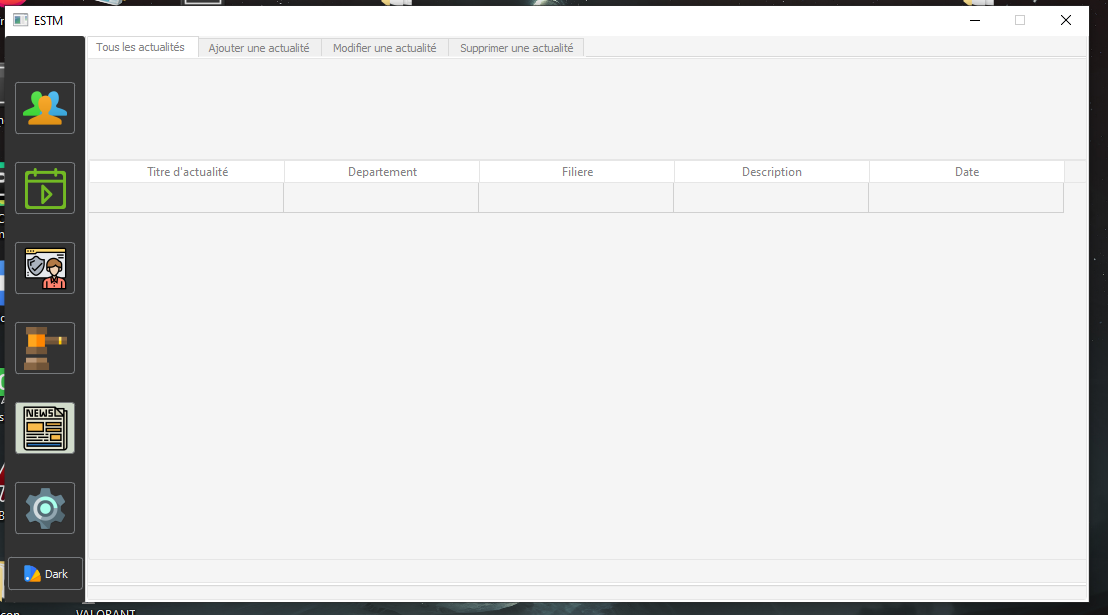 ESTM
Tous les actualités
Ajouter une actualité
Modifier une actualité
Supprimer une actualité
Titre d'actualité
Departement
Filiere
Description
Date
NEWS
Dark
VALORANT